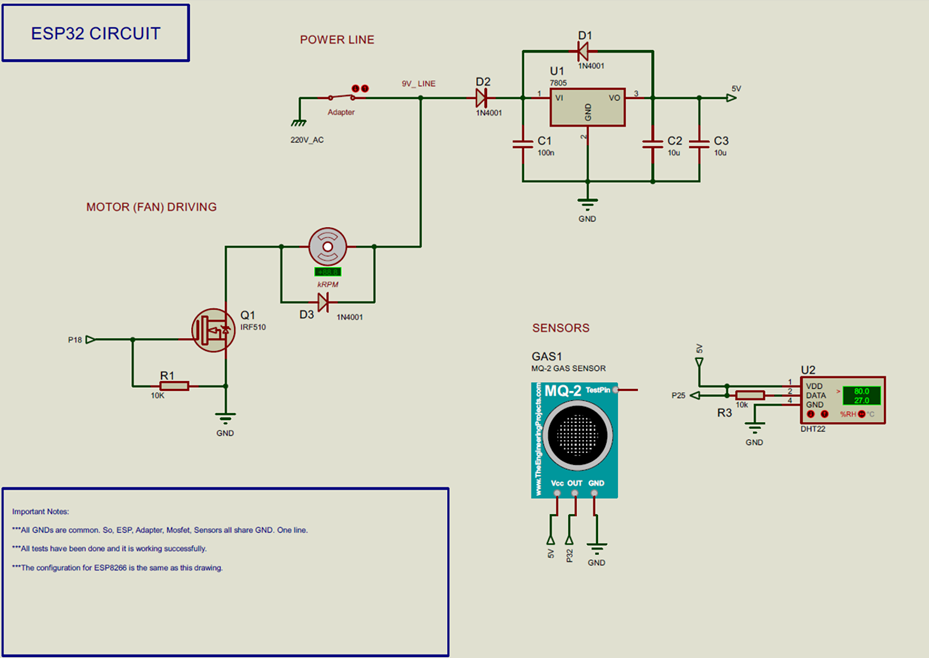 ESP32 CIRCUIT
POWER LINE
Adapter
220V_AC
9V_ LINE
D2
1N4001
D1
1N4001
U1
7805
1
VI
VO
3
GND
2
5V
C1
100n
C2
10u
C3
10u
GND
MOTOR (FAN) DRIVING
kRPM
D3
1N4001
Q1
IRF510
P18
R1
10K
GND
SENSORS
GAS1
MQ-2 GAS SENSOR
MQ-2
TestPin
www.TheEngineeringProjects.com
Vcc OUT GND
5V
P32
GND
5V
P25
R3
10k
GND
U2
1
VDD
2
DATA
4
GND
>
80.0
27.0
%RH
°C
DHT22
Important Notes:
***All GNDs are common. So, ESP, Adapter, Mosfet, Sensors all share GND. One line.
***All tests have been done and it is working successfully.
***The configuration for ESP8266 is the same as this drawing.